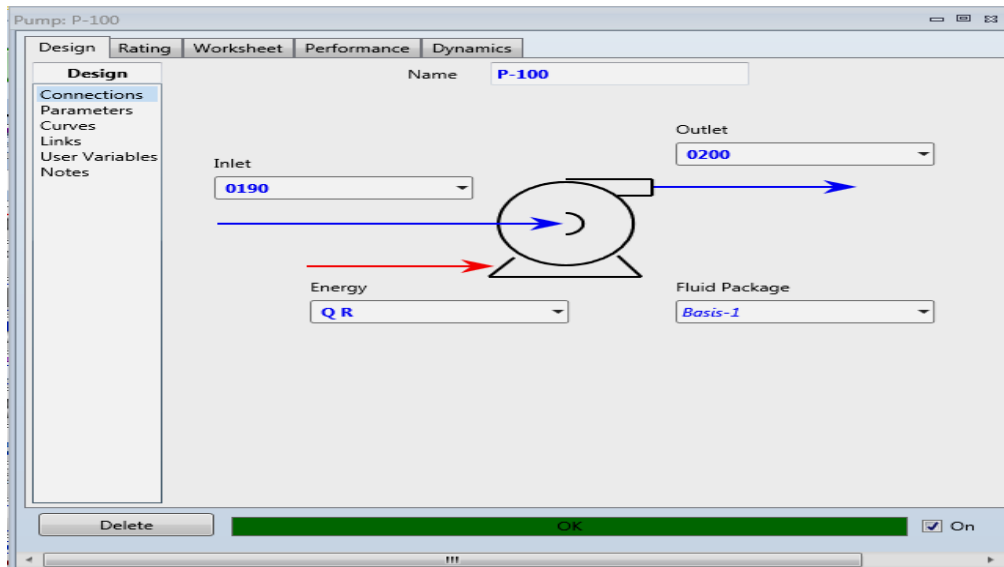 Pump: P-100
Design Rating Worksheet Performance Dynamics
Design
Connections
Parameters
Curves
Links
User Variables
Notes
Name P-100
Outlet
0200
Inlet
0190
Energy
Q R
Fluid Package
Basis-1
Delete OK On